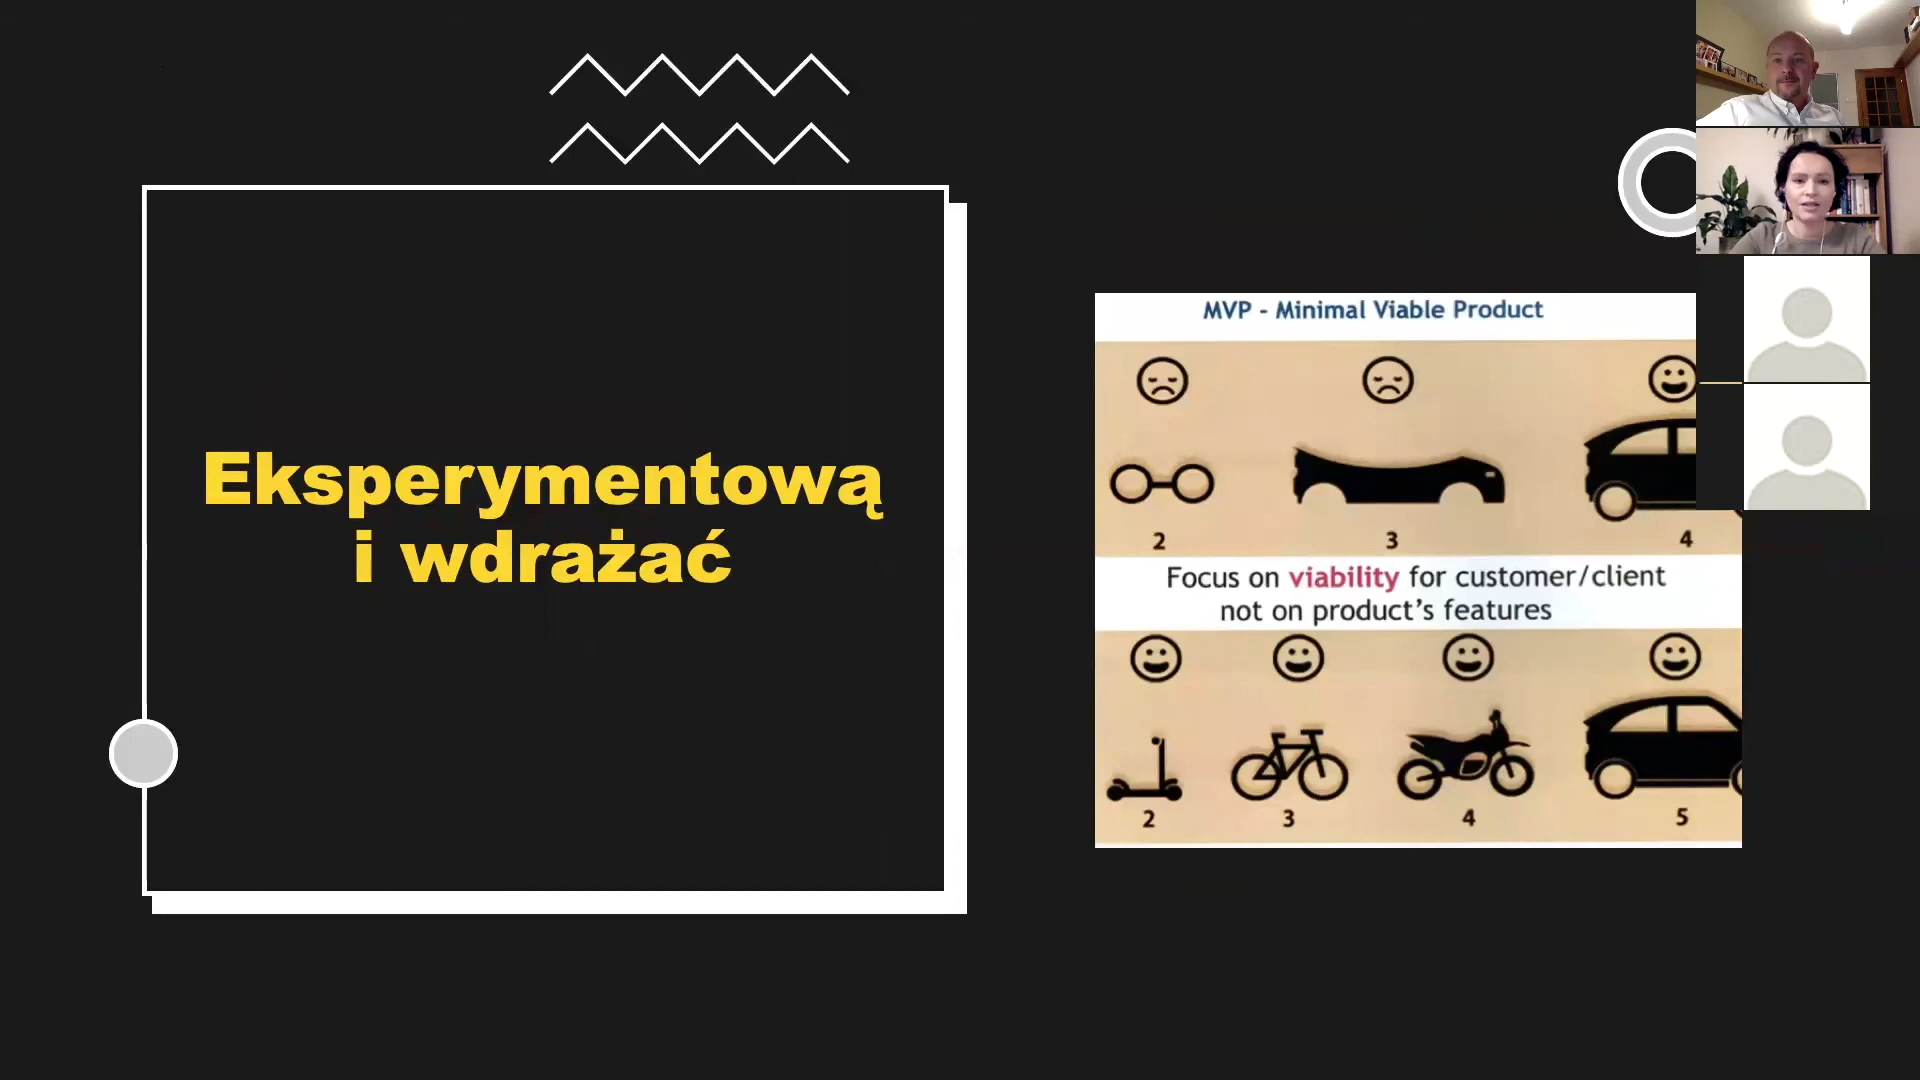 Eksperymentową
i wdrażać
MVP - Minimal Viable Product
2 3 4
Focus on viability for customer/client
not on product's features
2 3 4 5